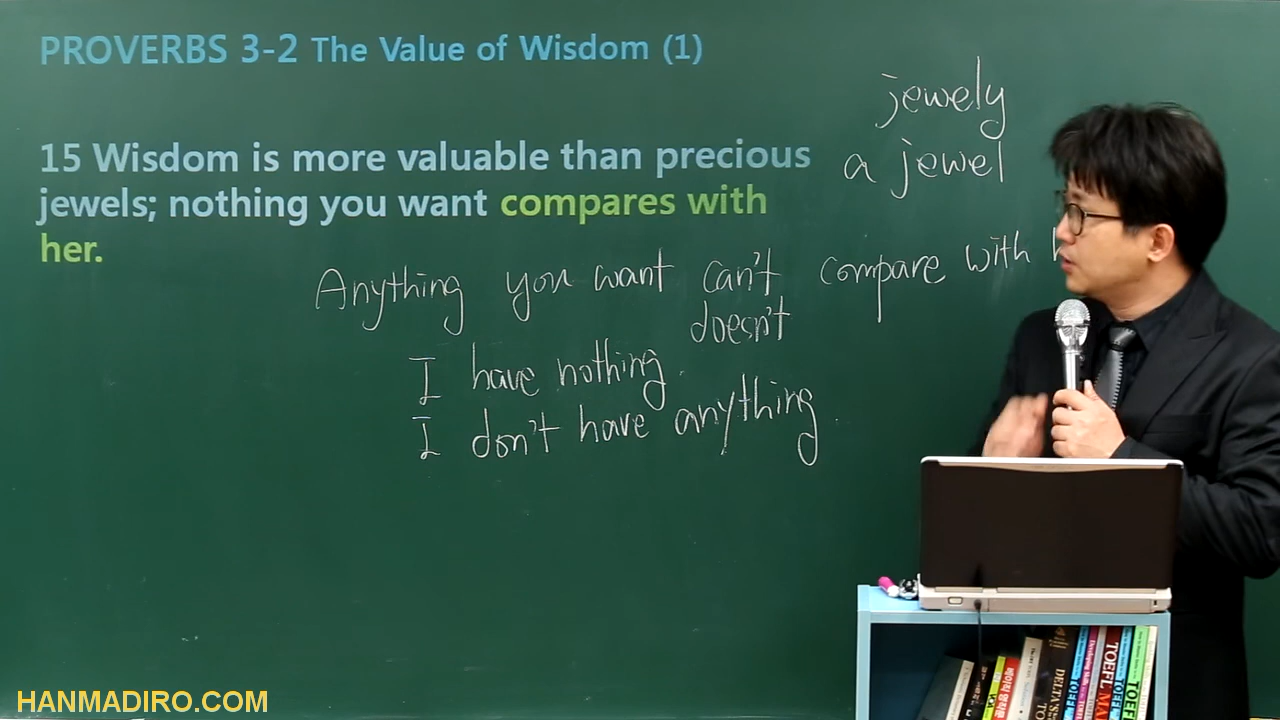 PROVERBS 3-2 The Value of Wisdom (1)
jewely
a jewel
15 Wisdom is more valuable than precious
jewels; nothing you want compares with
her.
Anything you want can't compare with h
doesn't
I have nothing.
I don't have anything.
TOEFL
TOEFL
HANMADIRO.COM